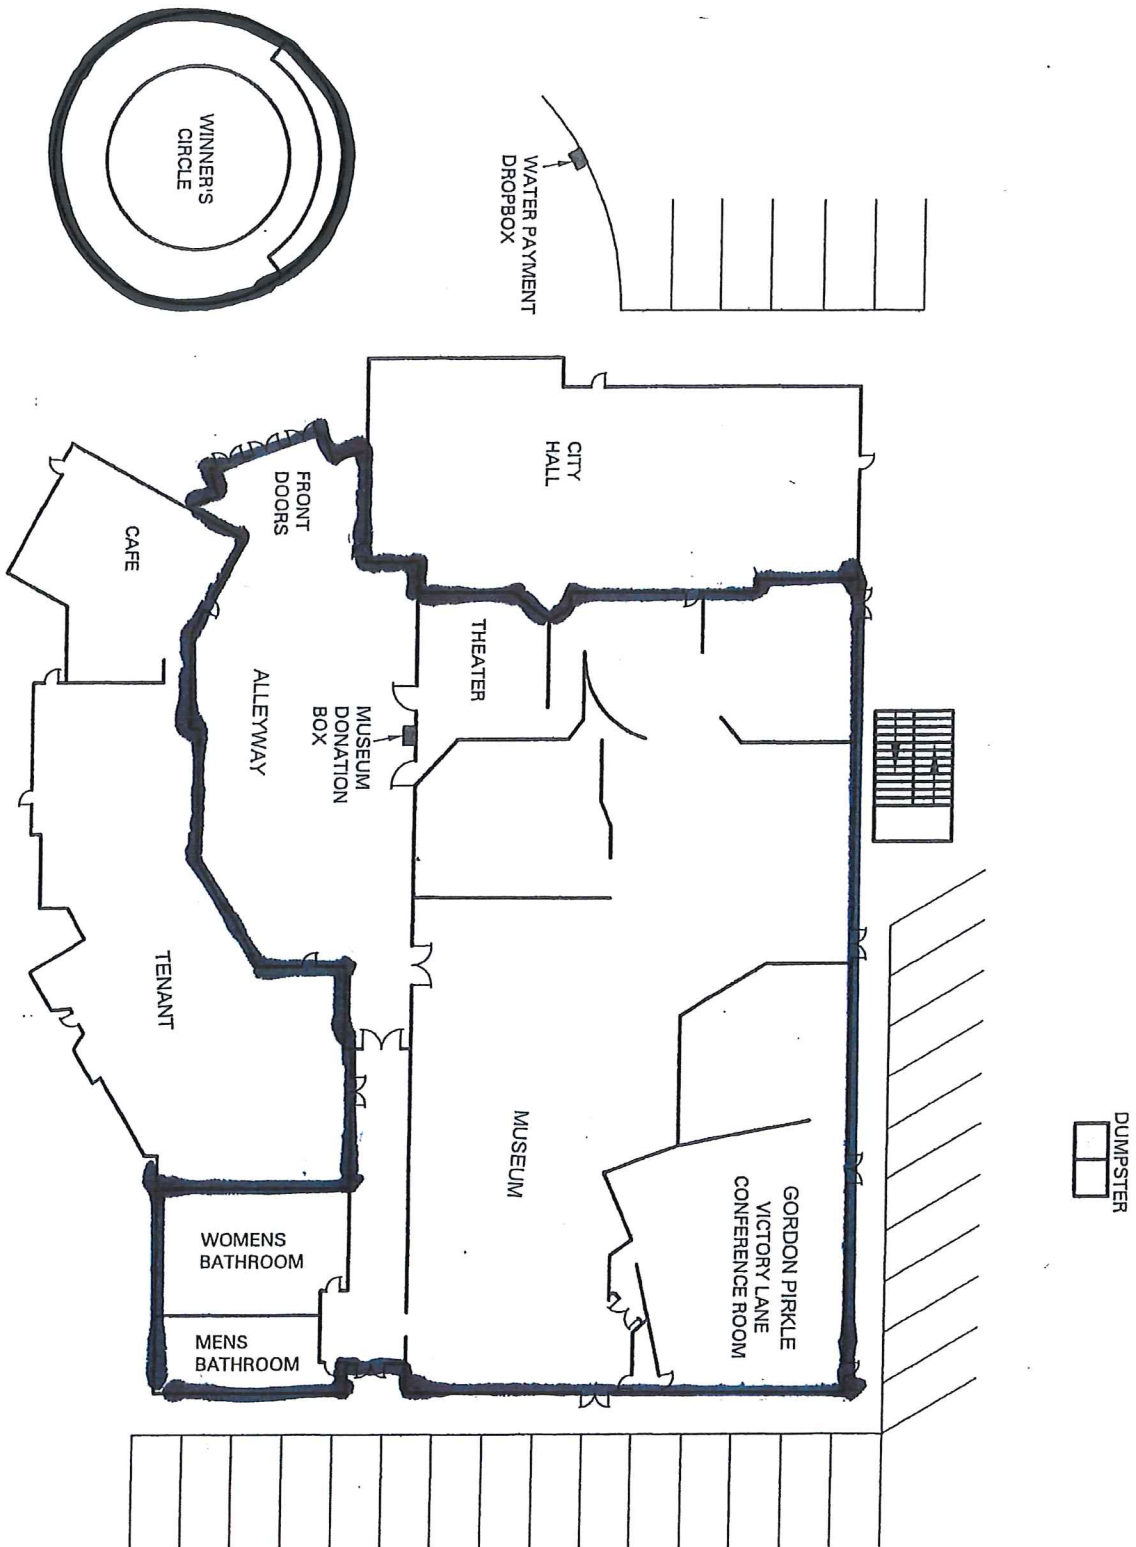 WINNER'S
CIRCLE
WATER PAYMENT
DROPBOX
CITY
HALL
FRONT
DOORS
CAFE
THEATER
ALLEYWAY
MUSEUM
DONATION
BOX
TENANT
MUSEUM
GORDON PIRKLE
VICTORY LANE
CONFERENCE ROOM
DUMPSTER
WOMENS
BATHROOM
MENS
BATHROOM